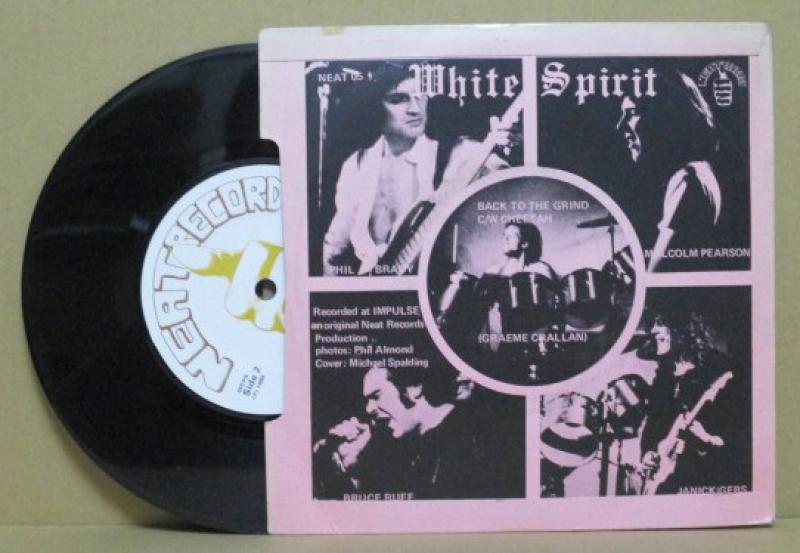 NEAT RECORD
Side 2
NEAT 05
White Spirit
PHIL BRADY
MALCOLM PEARSON
BACK TO THE GRIND
C/W CHEETAH
(GRAEME CRALLAN)
Recorded at IMPULSE
an original Neat Records
Production ..
photos: Phil Almond
Cover: Michael Spalding
BRUCE RUFF
JANICK GERS